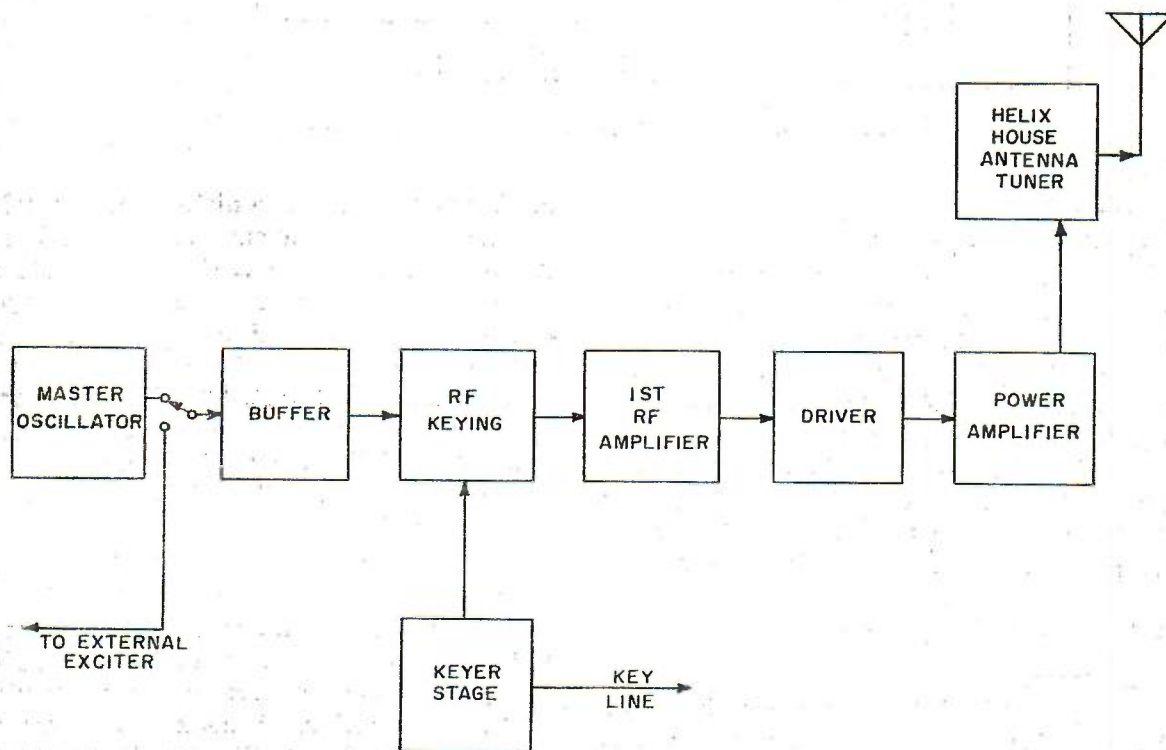 HELIX
HOUSE
ANTENNA
TUNER
MASTER
OSCILLATOR
BUFFER
RF
KEYING
1ST
RF
AMPLIFIER
DRIVER
POWER
AMPLIFIER
TO EXTERNAL
EXCITER
KEYER
STAGE
KEY
LINE